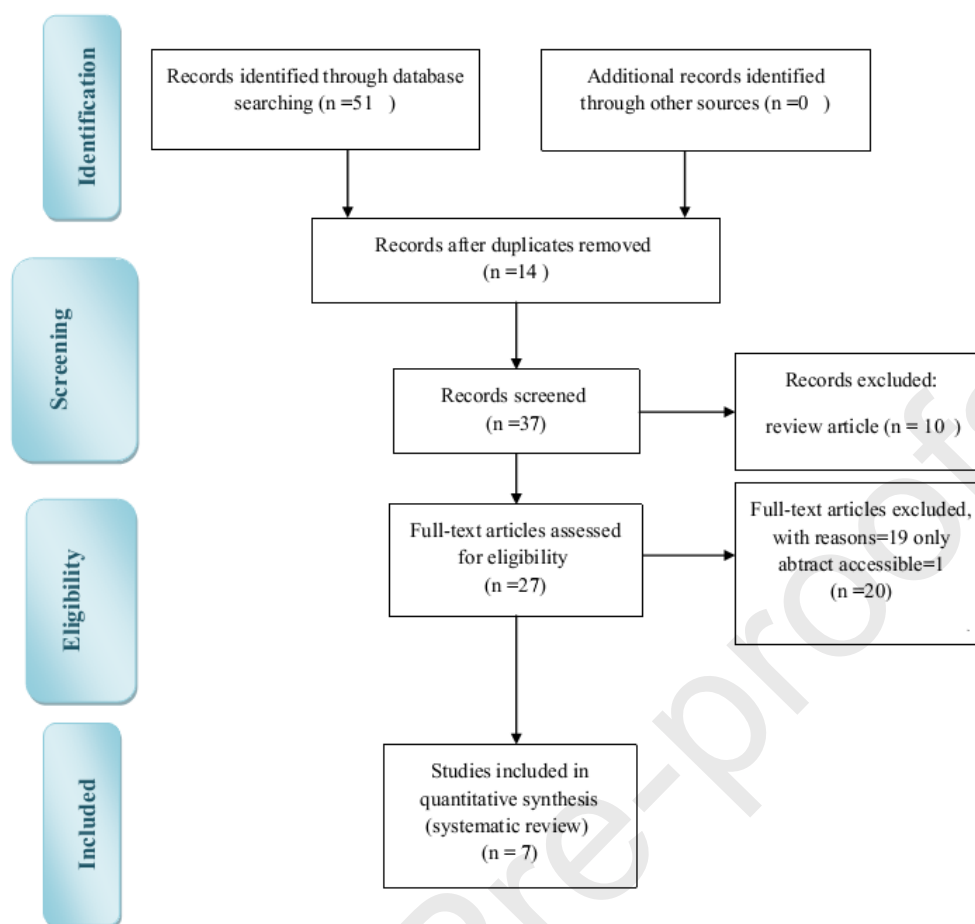 Identification
Records identified through database
searching (n =51 )
Additional records identified
through other sources (n =0 )
Records after duplicates removed
(n =14 )
Screening
Records screened
(n =37)
Records excluded:
review article (n = 10 )
Eligibility
Full-text articles assessed
for eligibility
(n =27)
Full-text articles excluded,
with reasons=19 only
abtract accessible=1
(n =20)
.
Included
Studies included in
quantitative synthesis
(systematic review)
(n = 7)
Pre-proofs